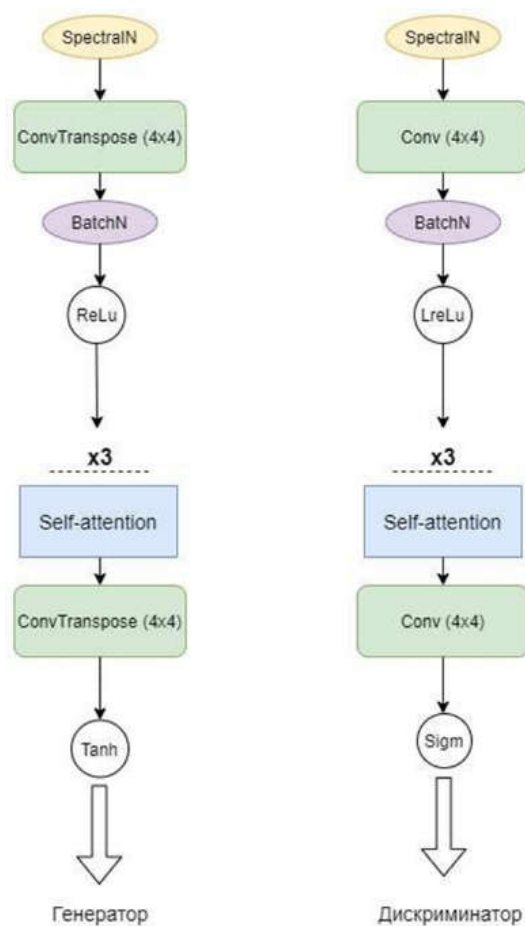 SpectralN
ConvTranspose (4x4)
BatchN
ReLu
x3
Self-attention
ConvTranspose (4x4)
Tanh
Генератор
SpectralN
Conv (4x4)
BatchN
LreLu
x3
Self-attention
Conv (4x4)
Sigm
Дискриминатор